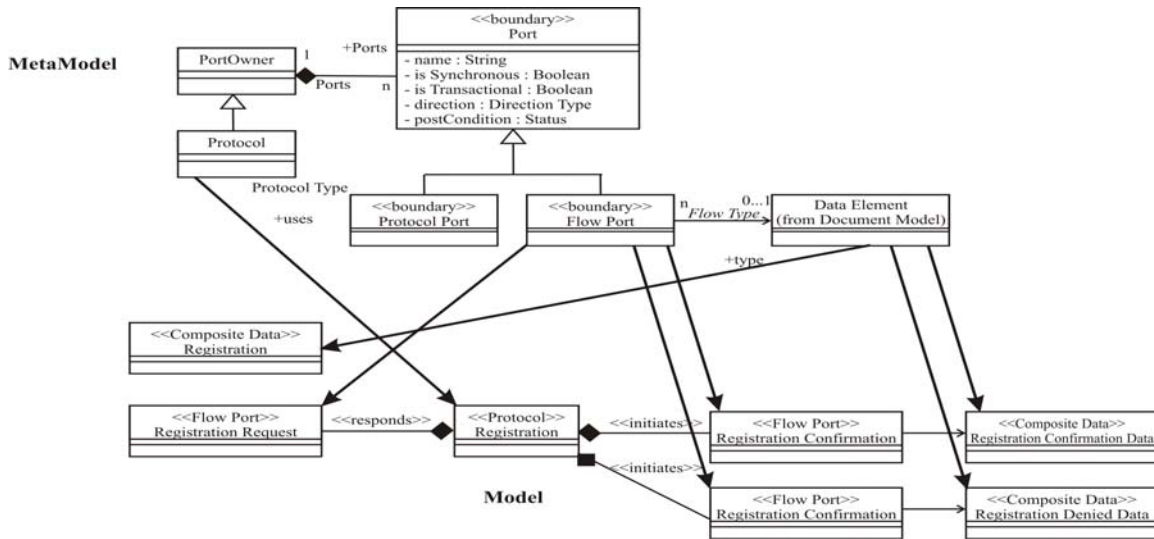 <<boundary>>
Port
MetaModel
PortOwner
1
+Ports
Ports
n
- name : String
- is Synchronous : Boolean
- is Transactional : Boolean
- direction : Direction Type
- postCondition : Status
Protocol
Protocol Type
+uses
<<boundary>>
Protocol Port
<<boundary>>
Flow Port
n
0...1
Flow Type
Data Element
(from Document Model)
+type
<<Composite Data>>
Registration
<<Flow Port>>
Registration Request
<<responds>>
<<Protocol>>
Registration
<<initiates>>
<<Flow Port>>
Registration Confirmation
<<Composite Data>>
Registration Confirmation Data
<<initiates>>
Model
<<Flow Port>>
Registration Confirmation
<<Composite Data>>
Registration Denied Data